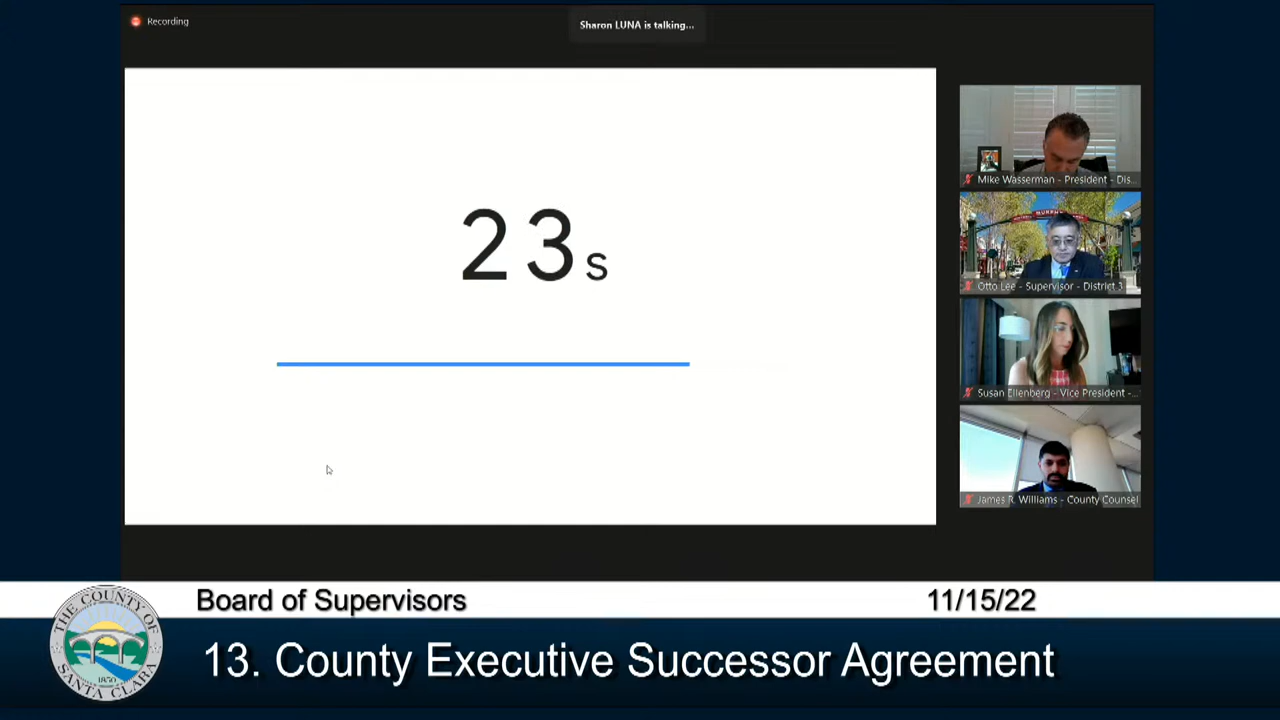 Recording
Sharon LUNA is talking...
23s
Mike Wasserman - President - Dis...
MURPHY
Otto Lee - Supervisor - District 3
Susan Ellenberg - Vice President -...
James R. Williams - County Counsel
Board of Supervisors
11/15/22
THE COUNTY OF
SANTA CLARA
1850
13. County Executive Successor Agreement